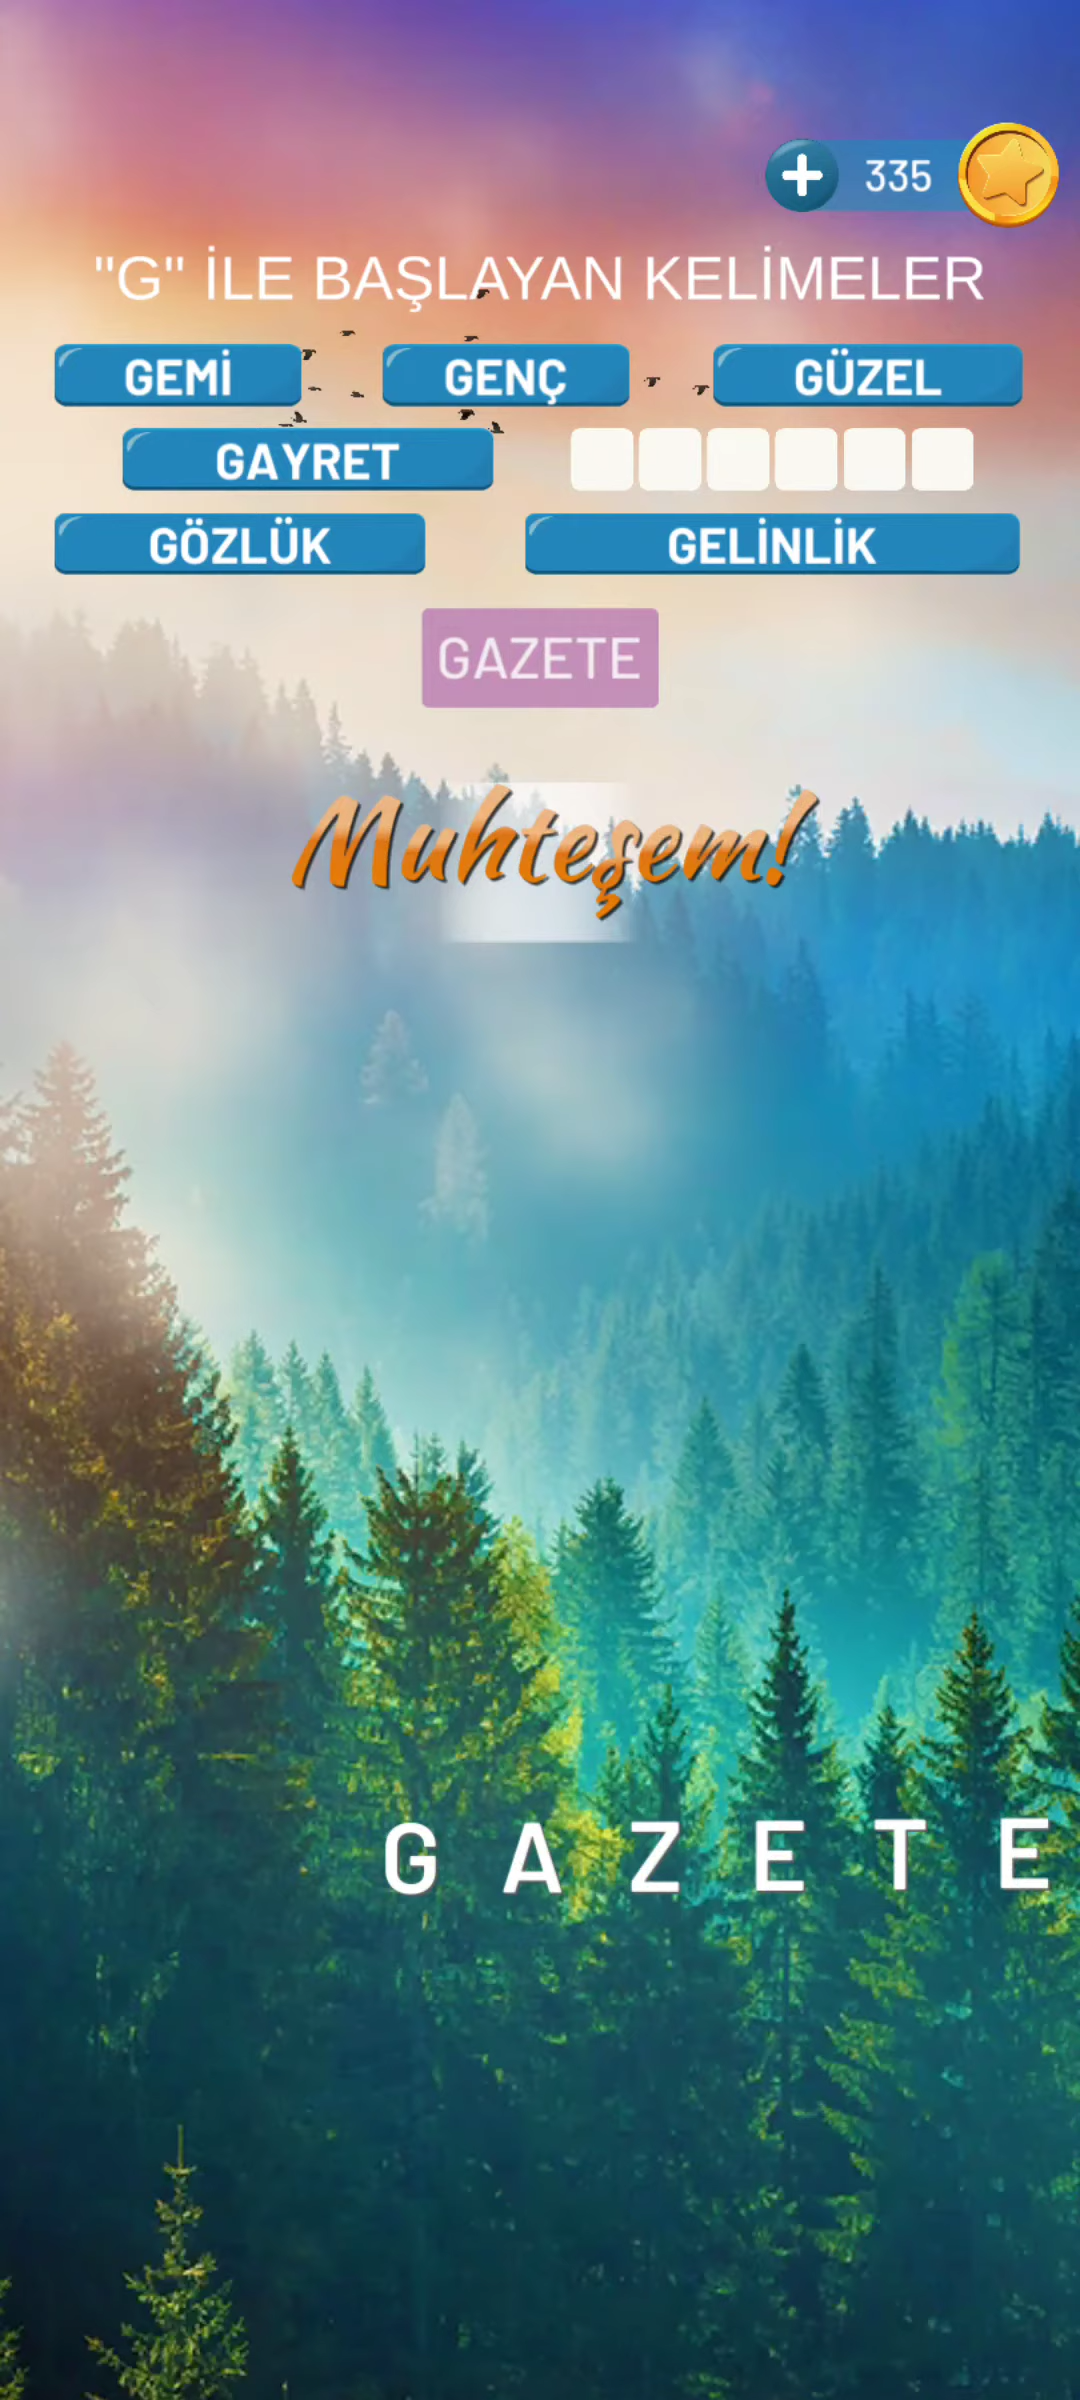 335
"G" İLE BAŞLAYAN KELİMELER
GEMİ GENÇ GÜZEL
GAYRET
GÖZLÜK GELİNLİK
GAZETE
Muhteşem!
G A Z E T E